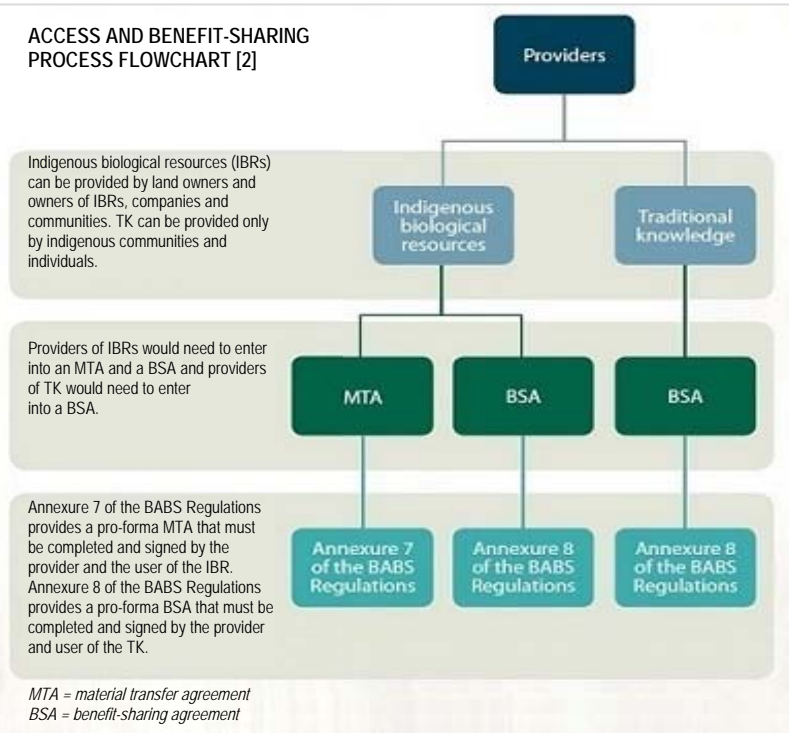 ACCESS AND BENEFIT-SHARING
PROCESS FLOWCHART [2]
Providers
Indigenous biological resources (IBRs)
can be provided by land owners and
owners of IBRs, companies and
communities. TK can be provided only
by indigenous communities and
individuals.
Indigenous
biological
resources
Traditional
knowledge
Providers of IBRs would need to enter
into an MTA and a BSA and providers
of TK would need to enter
into a BSA.
MTA
BSA
BSA
Annexure 7 of the BABS Regulations
provides a pro-forma MTA that must
be completed and signed by the
provider and the user of the IBR.
Annexure 8 of the BABS Regulations
provides a pro-forma BSA that must be
completed and signed by the provider
and user of the TK.
Annexure 7
of the BABS
Regulations
Annexure 8
of the BABS
Regulations
Annexure 8
of the BABS
Regulations
MTA = material transfer agreement
BSA = benefit-sharing agreement